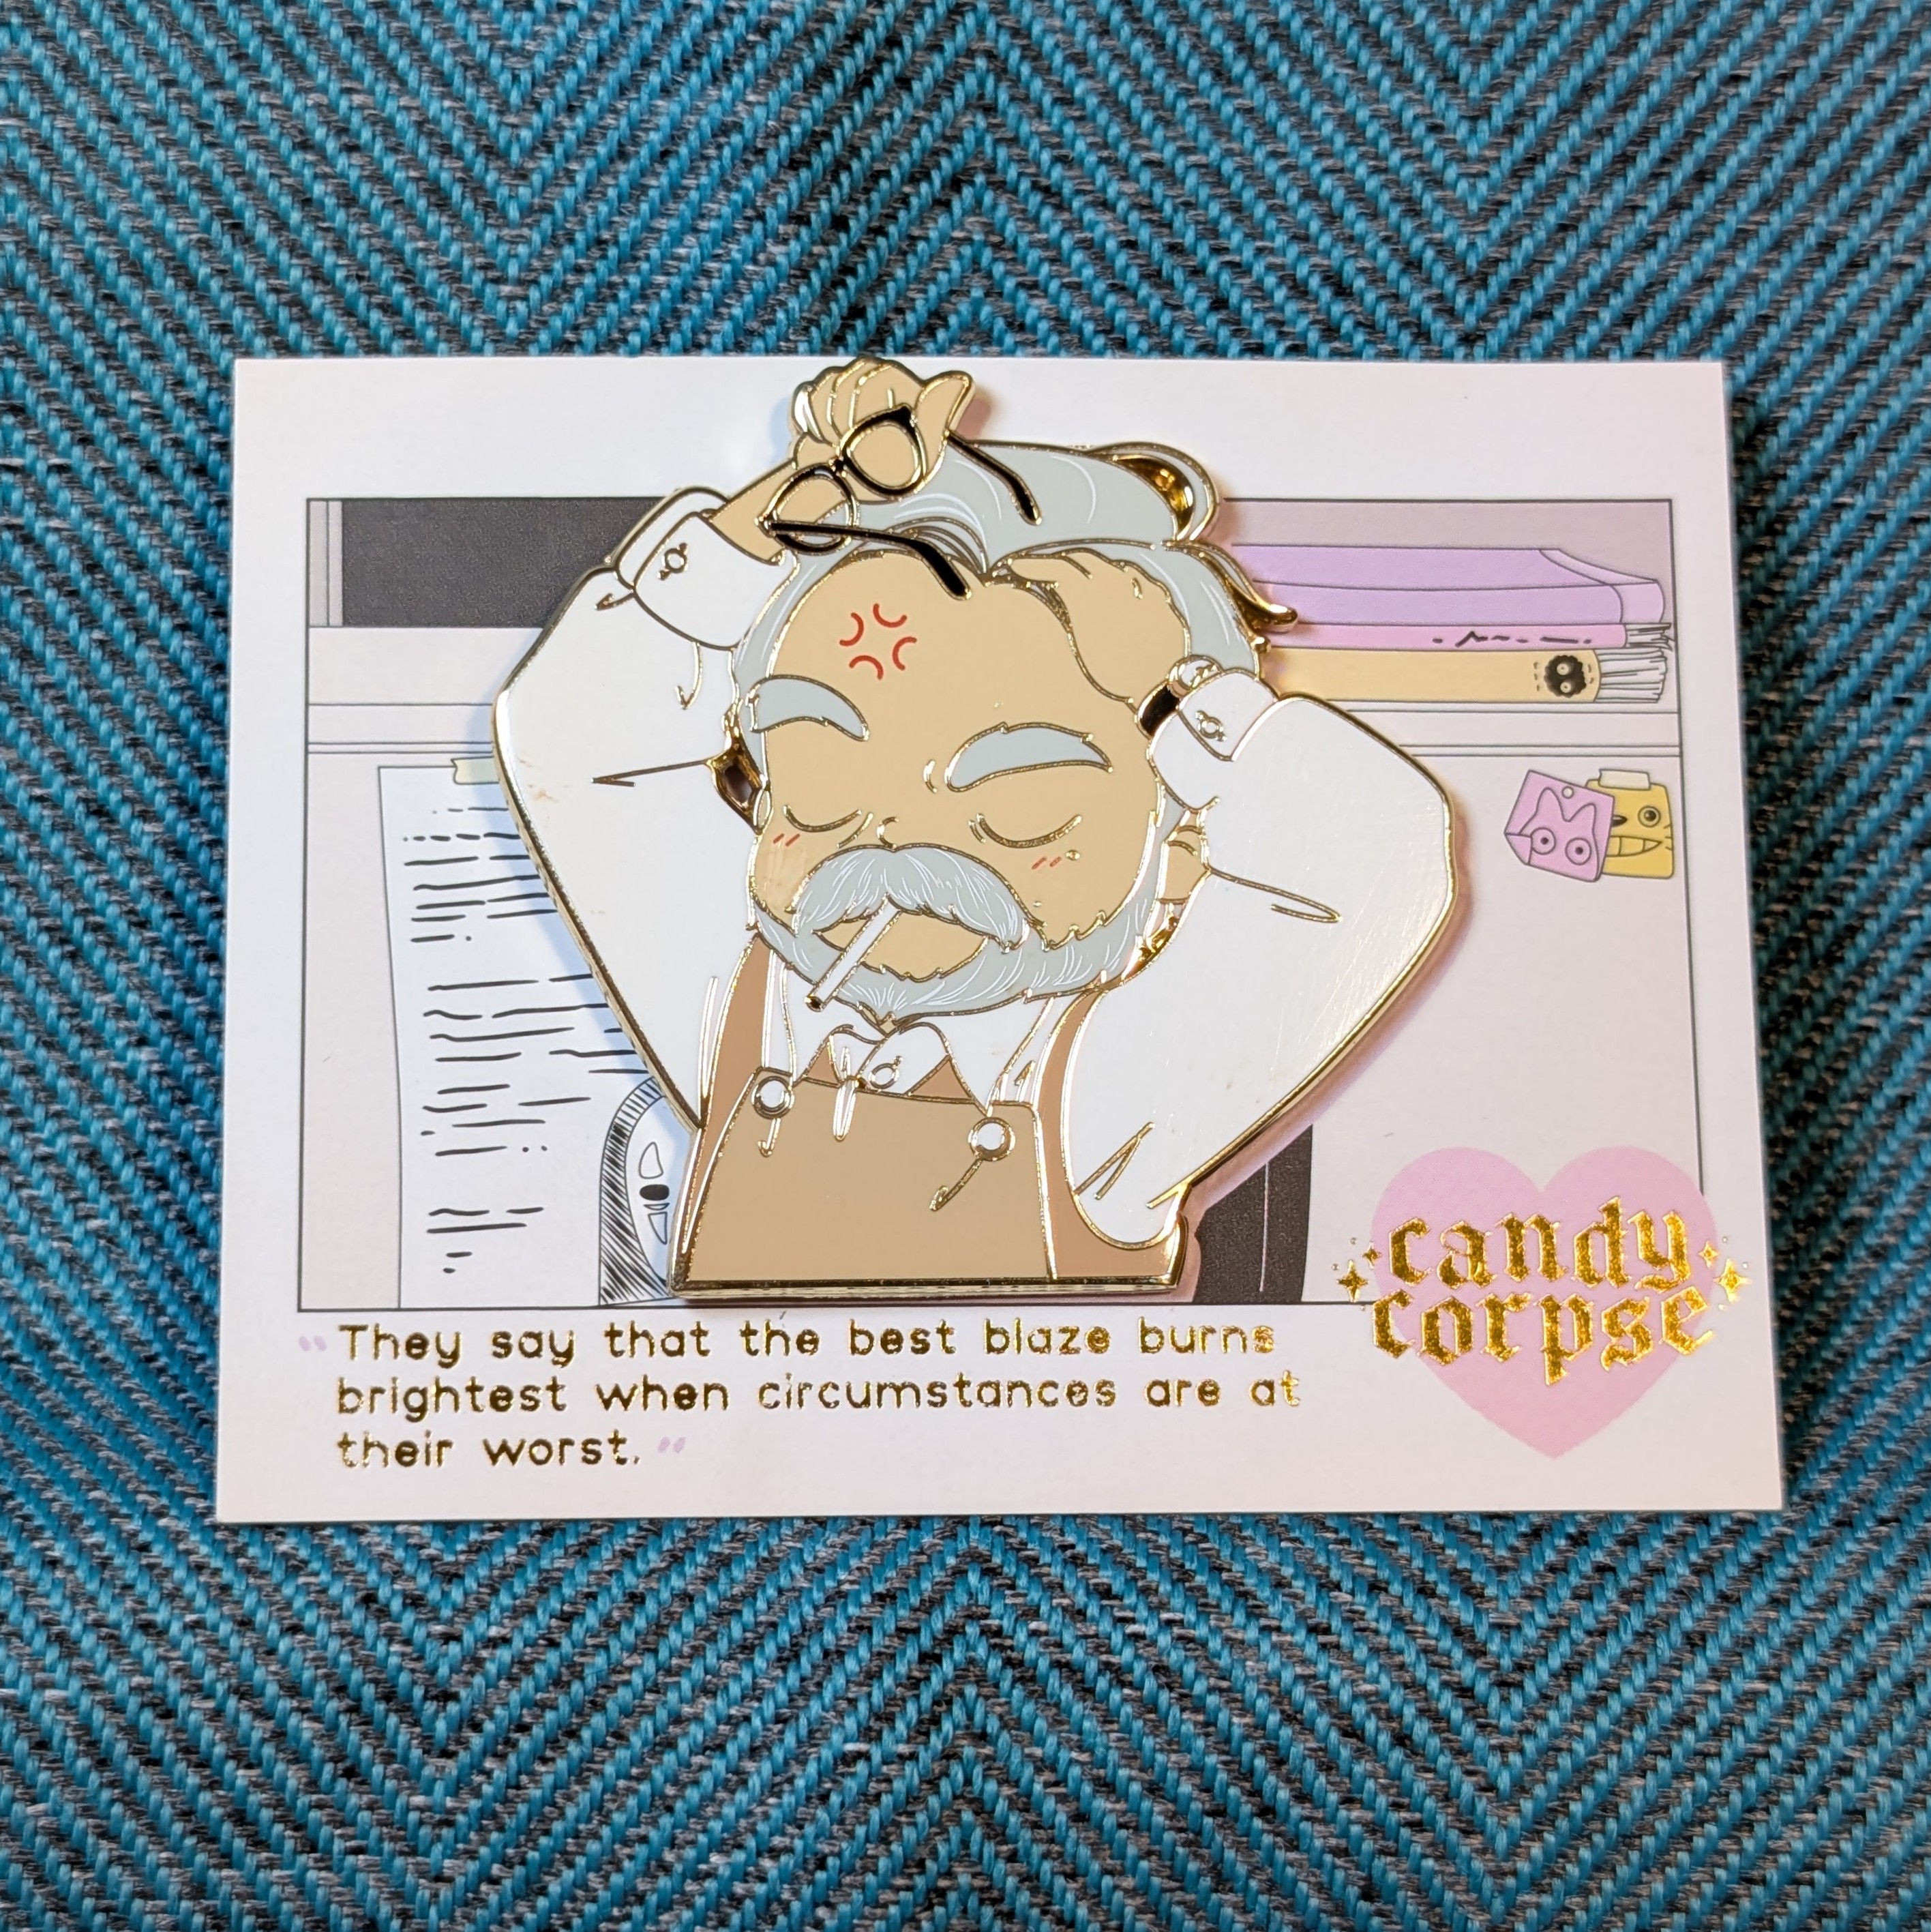 candy
corpse
"They say that the best blaze burns
brightest when circumstances are at
their worst."